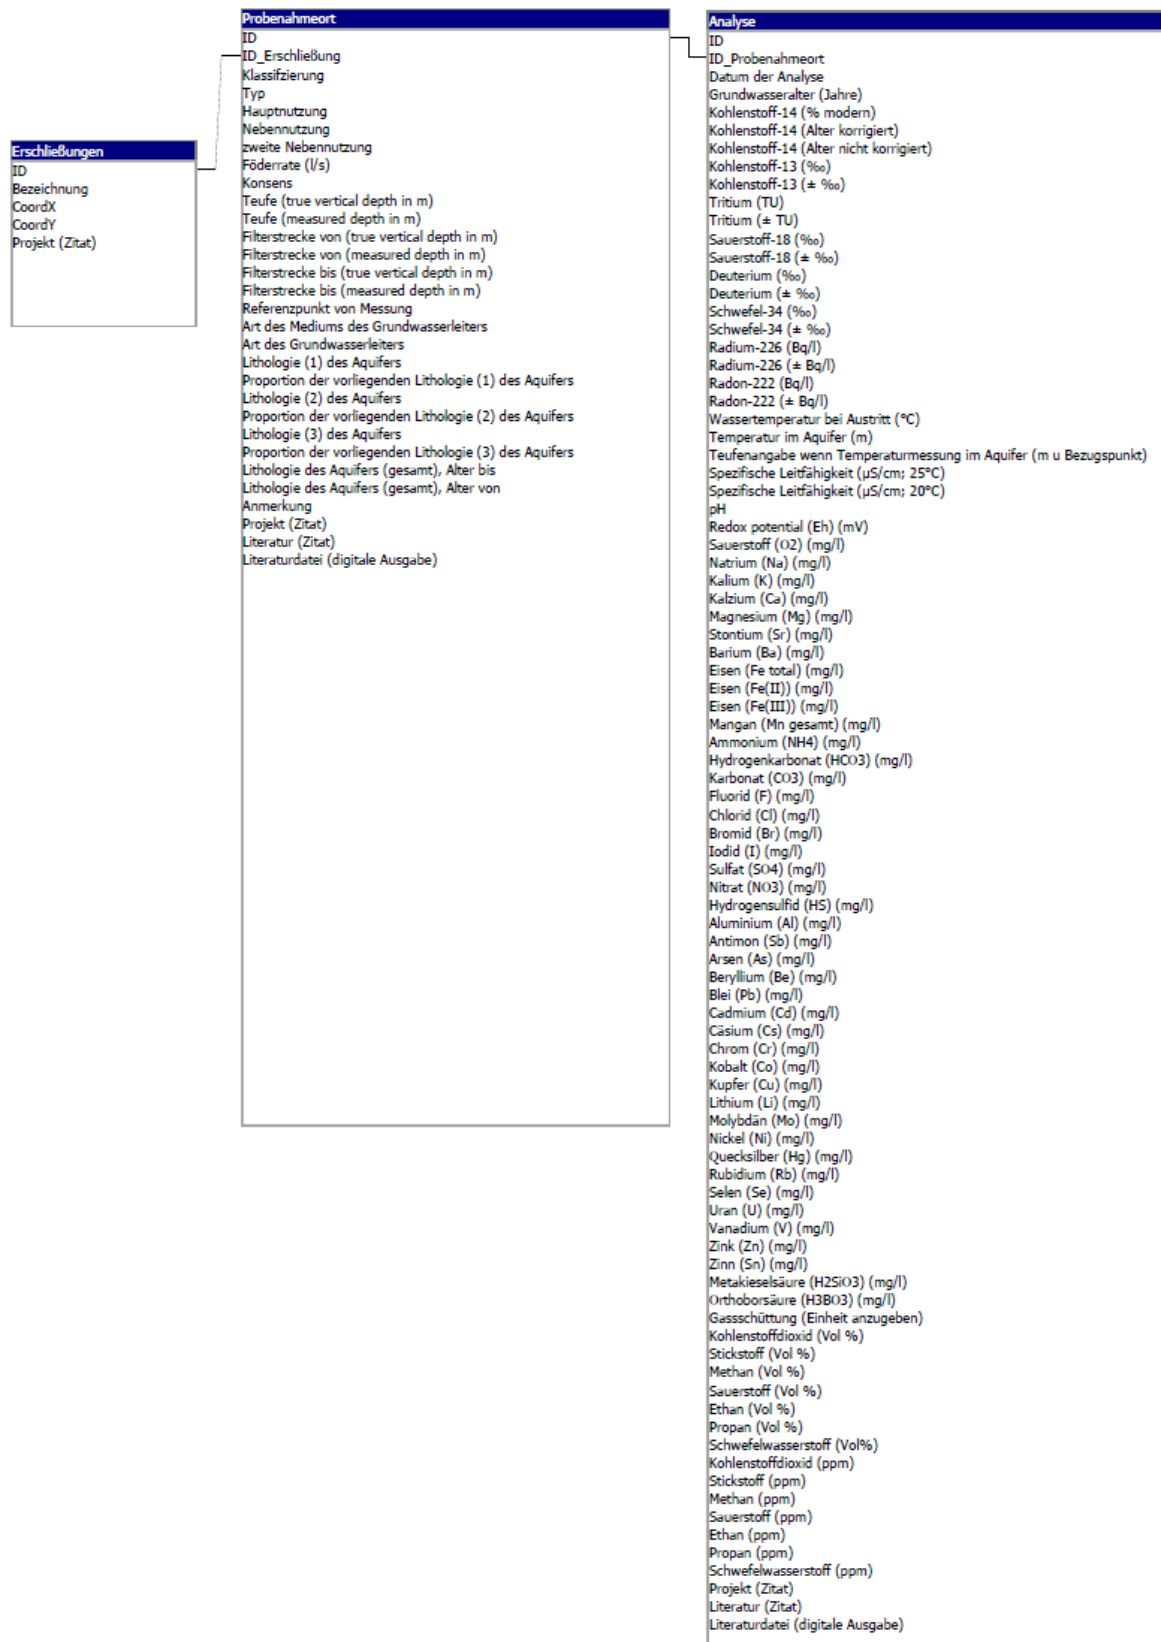 Erschließungen
ID
Bezeichnung
CoordX
CoordY
Projekt (Zitat)
Probenahmeort
ID
ID_Erschließung
Klassifzierung
Typ
Hauptnutzung
Nebennutzung
zweite Nebennutzung
Föderrate (l/s)
Konsens
Teufe (true vertical depth in m)
Teufe (measured depth in m)
Filterstrecke von (true vertical depth in m)
Filterstrecke von (measured depth in m)
Filterstrecke bis (true vertical depth in m)
Filterstrecke bis (measured depth in m)
Referenzpunkt von Messung
Art des Mediums des Grundwasserleiters
Art des Grundwasserleiters
Lithologie (1) des Aquifers
Proportion der vorliegenden Lithologie (1) des Aquifers
Lithologie (2) des Aquifers
Proportion der vorliegenden Lithologie (2) des Aquifers
Lithologie (3) des Aquifers
Proportion der vorliegenden Lithologie (3) des Aquifers
Lithologie des Aquifers (gesamt), Alter bis
Lithologie des Aquifers (gesamt), Alter von
Anmerkung
Projekt (Zitat)
Literatur (Zitat)
Literaturdatei (digitale Ausgabe)
Analyse
ID
ID_Probenahmeort
Datum der Analyse
Grundwasseralter (Jahre)
Kohlenstoff-14 (% modern)
Kohlenstoff-14 (Alter korrigiert)
Kohlenstoff-14 (Alter nicht korrigiert)
Kohlenstoff-13 (‰)
Kohlenstoff-13 (± ‰)
Tritium (TU)
Tritium (± TU)
Sauerstoff-18 (‰)
Sauerstoff-18 (± ‰)
Deuterium (‰)
Deuterium (± ‰)
Schwefel-34 (‰)
Schwefel-34 (± ‰)
Radium-226 (Bq/l)
Radium-226 (± Bq/l)
Radon-222 (Bq/l)
Radon-222 (± Bq/l)
Wassertemperatur bei Austritt (°C)
Temperatur im Aquifer (m)
Teufenangabe wenn Temperaturmessung im Aquifer (m u Bezugspunkt)
Spezifische Leitfähigkeit (µS/cm; 25°C)
Spezifische Leitfähigkeit (µS/cm; 20°C)
pH
Redox potential (Eh) (mV)
Sauerstoff (O2) (mg/l)
Natrium (Na) (mg/l)
Kalium (K) (mg/l)
Kalzium (Ca) (mg/l)
Magnesium (Mg) (mg/l)
Stontium (Sr) (mg/l)
Barium (Ba) (mg/l)
Eisen (Fe total) (mg/l)
Eisen (Fe(II)) (mg/l)
Eisen (Fe(III)) (mg/l)
Mangan (Mn gesamt) (mg/l)
Ammonium (NH4) (mg/l)
Hydrogenkarbonat (HCO3) (mg/l)
Karbonat (CO3) (mg/l)
Fluorid (F) (mg/l)
Chlorid (Cl) (mg/l)
Bromid (Br) (mg/l)
Iodid (I) (mg/l)
Sulfat (SO4) (mg/l)
Nitrat (NO3) (mg/l)
Hydrogensulfid (HS) (mg/l)
Aluminium (Al) (mg/l)
Antimon (Sb) (mg/l)
Arsen (As) (mg/l)
Beryllium (Be) (mg/l)
Blei (Pb) (mg/l)
Cadmium (Cd) (mg/l)
Cäsium (Cs) (mg/l)
Chrom (Cr) (mg/l)
Kobalt (Co) (mg/l)
Kupfer (Cu) (mg/l)
Lithium (Li) (mg/l)
Molybdän (Mo) (mg/l)
Nickel (Ni) (mg/l)
Quecksilber (Hg) (mg/l)
Rubidium (Rb) (mg/l)
Selen (Se) (mg/l)
Uran (U) (mg/l)
Vanadium (V) (mg/l)
Zink (Zn) (mg/l)
Zinn (Sn) (mg/l)
Metakieselsäure (H2SiO3) (mg/l)
Orthoborsäure (H3BO3) (mg/l)
Gassschüttung (Einheit anzugeben)
Kohlenstoffdioxid (Vol %)
Stickstoff (Vol %)
Methan (Vol %)
Sauerstoff (Vol %)
Ethan (Vol %)
Propan (Vol %)
Schwefelwasserstoff (Vol%)
Kohlenstoffdioxid (ppm)
Stickstoff (ppm)
Methan (ppm)
Sauerstoff (ppm)
Ethan (ppm)
Propan (ppm)
Schwefelwasserstoff (ppm)
Projekt (Zitat)
Literatur (Zitat)
Literaturdatei (digitale Ausgabe)